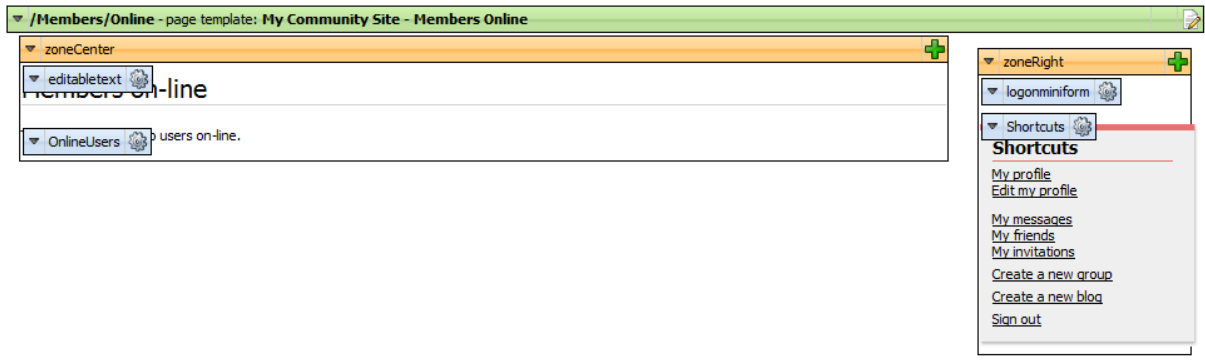 /Members/Online - page template: My Community Site - Members Online
zoneCenter
editabletext
on-line
OnlineUsers
users on-line.
zoneRight
logonminiform
Shortcuts
Shortcuts
My profile
Edit my profile
My messages
My friends
My invitations
Create a new group
Create a new blog
Sign out